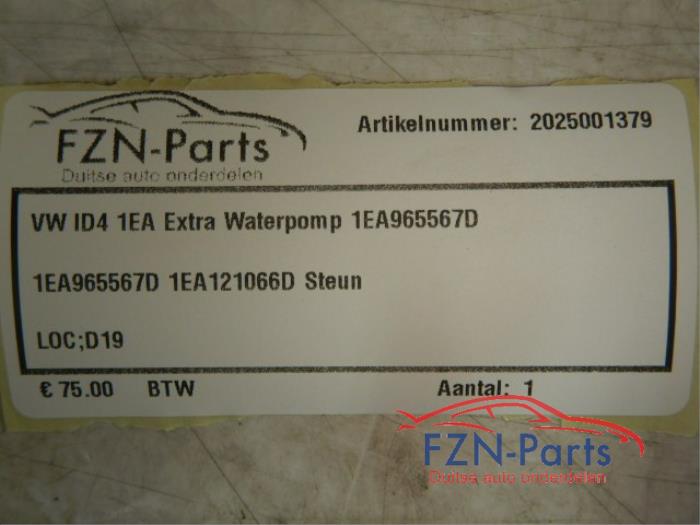 FZN-Parts
Duitse auto onderdelen
Artikelnummer: 2025001379
VW ID4 1EA Extra Waterpomp 1EA965567D
1EA965567D 1EA121066D Steun
LOC;D19
€ 75.00 BTW Aantal: 1
FZN-Parts
Duitse auto onderdelen